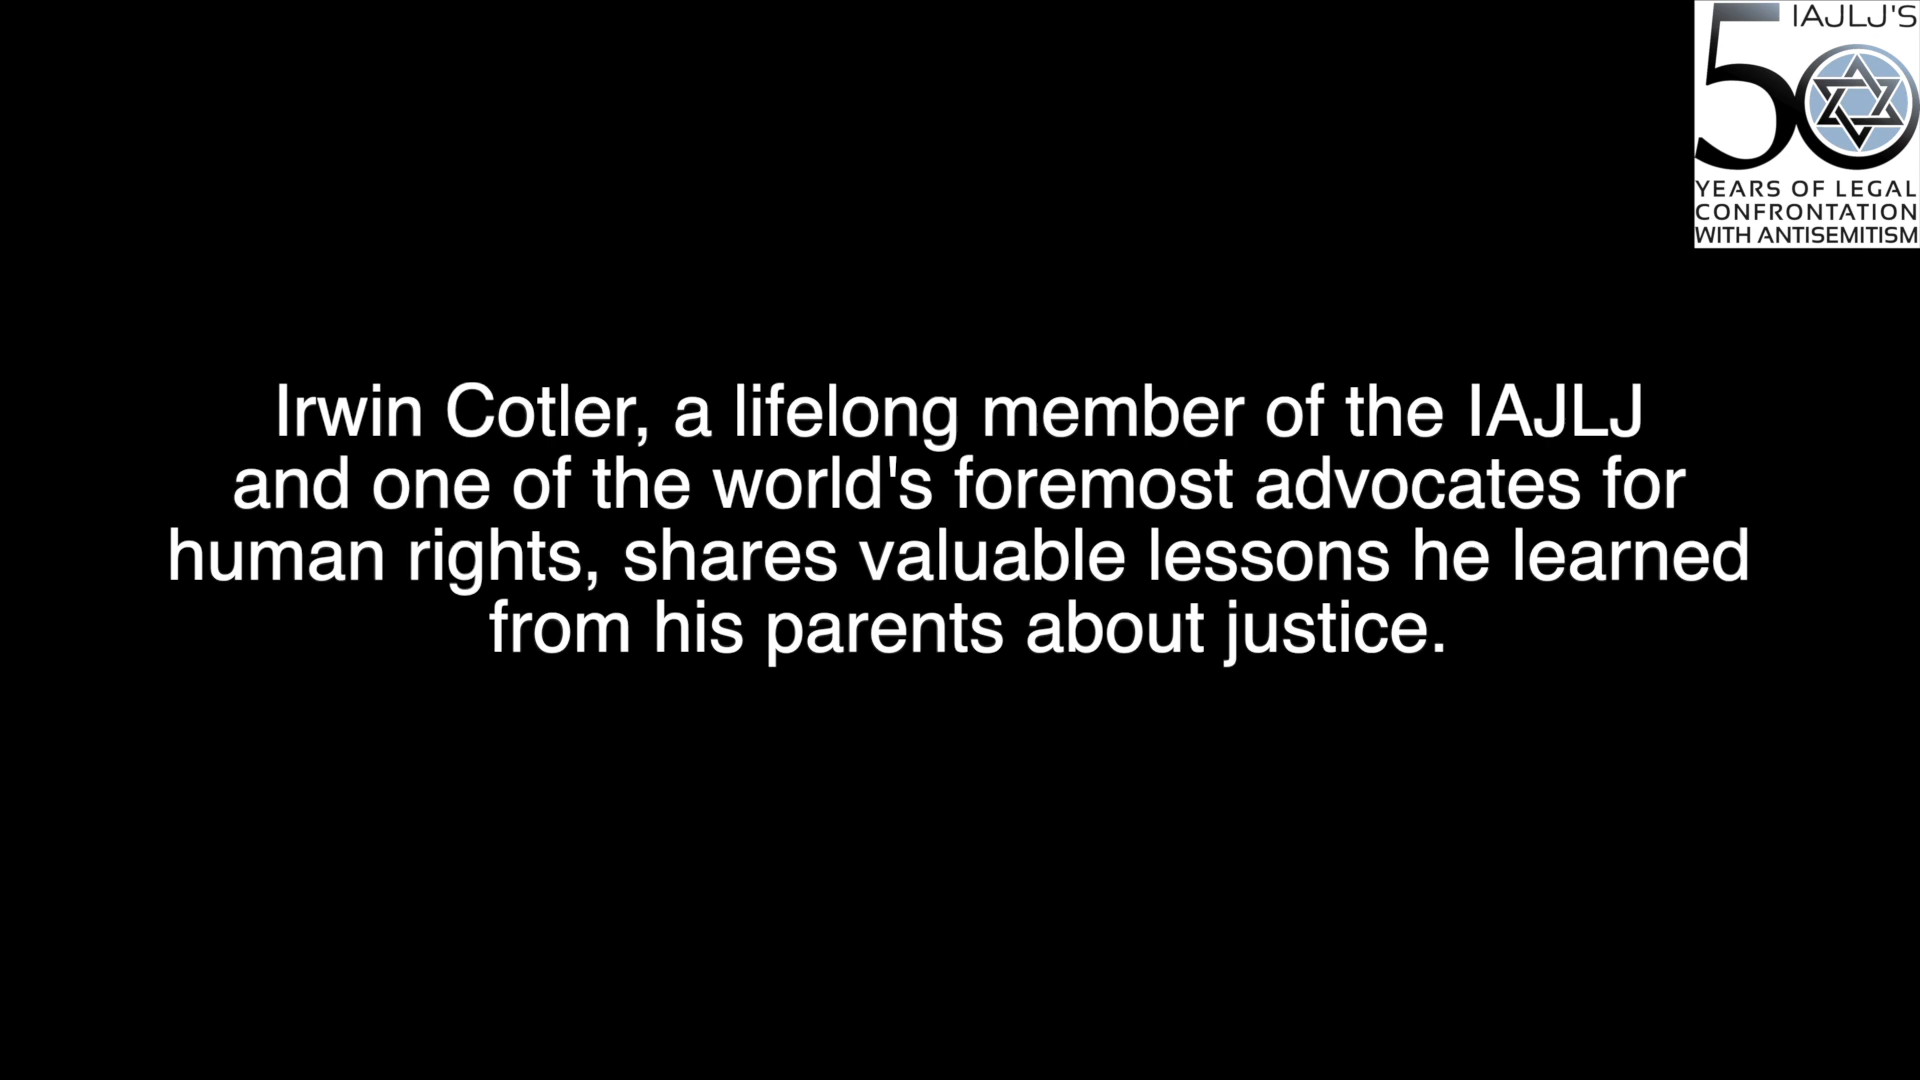 IAJLJ'S
50
YEARS OF LEGAL
CONFRONTATION
WITH ANTISEMITISM
Irwin Cotler, a lifelong member of the IAJLJ
and one of the world's foremost advocates for
human rights, shares valuable lessons he learned
from his parents about justice.